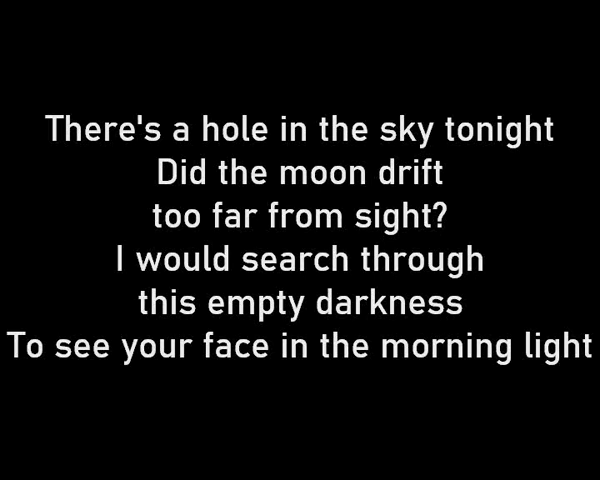 There's a hole in the sky tonight
Did the moon drift
too far from sight?
I would search through
this empty darkness
To see your face in the morning light